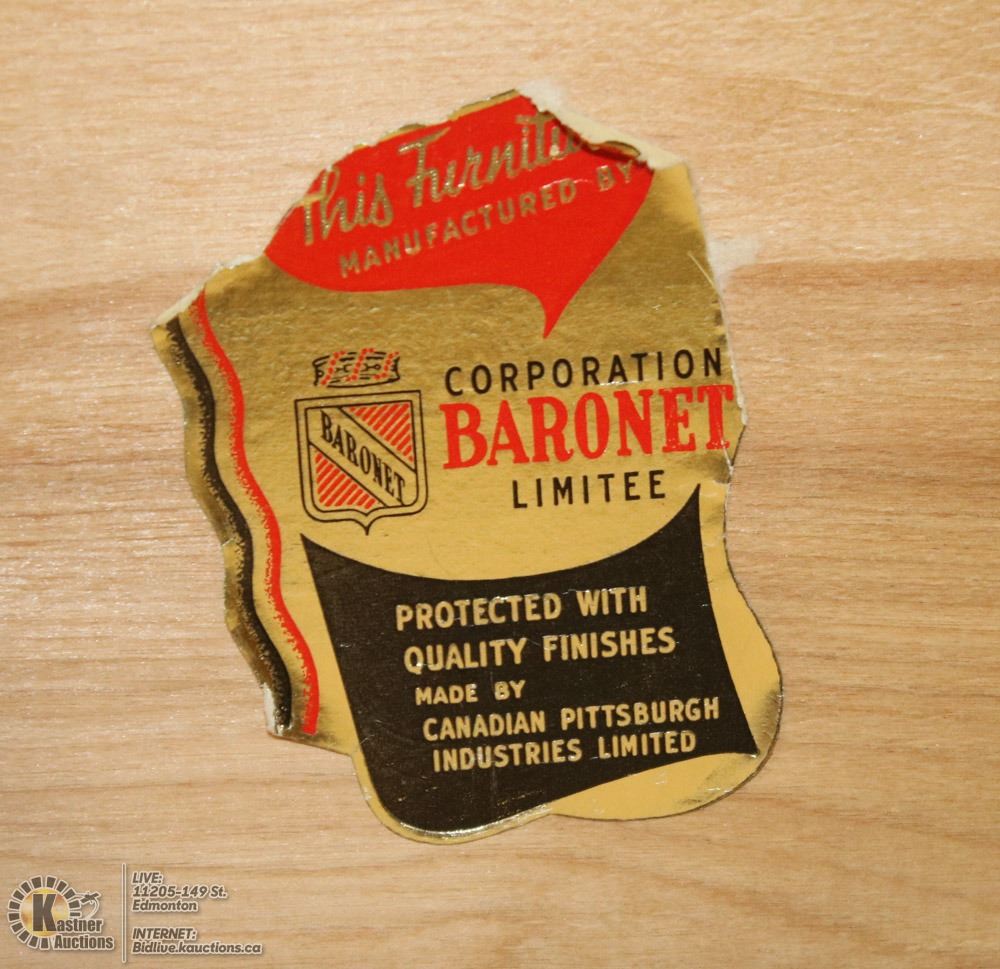 This Furnitu
MANUFACTURED BY
BARONET
CORPORATION
BARONET
LIMITEE
PROTECTED WITH
QUALITY FINISHES
MADE BY
CANADIAN PITTSBURGH
INDUSTRIES LIMITED
Kastner
Auctions
LIVE:
11205-149 St.
Edmonton
INTERNET:
Bidlive.kauctions.ca